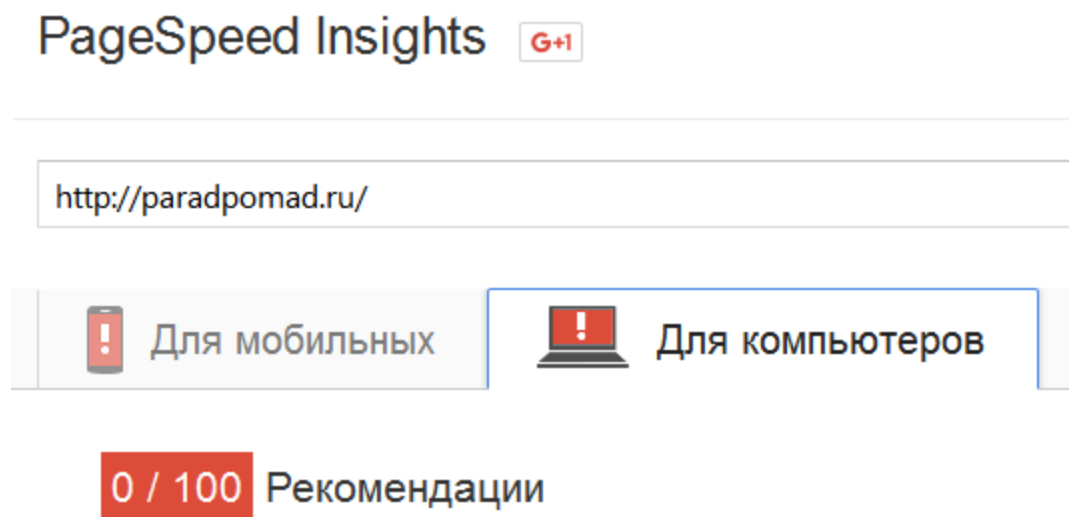 PageSpeed Insights G+1
http://paradpomad.ru/
! Для мобильных ! Для компьютеров
0 / 100 Рекомендации